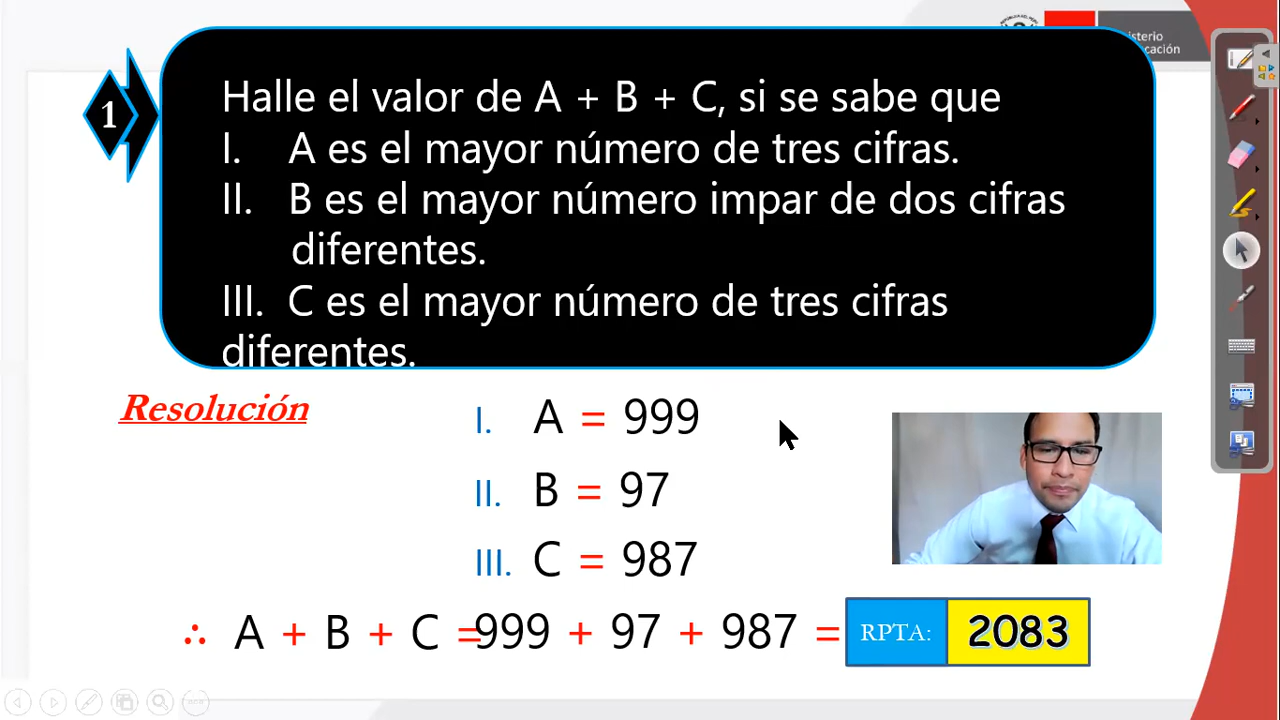 isterio
cación
1
Halle el valor de A + B + C, si se sabe que
I. A es el mayor número de tres cifras.
II. B es el mayor número impar de dos cifras
diferentes.
III. C es el mayor número de tres cifras
diferentes.
Resolución
I. A = 999
II. B = 97
III. C = 987
∴ A + B + C =999 + 97 + 987 = RPTA: 2083